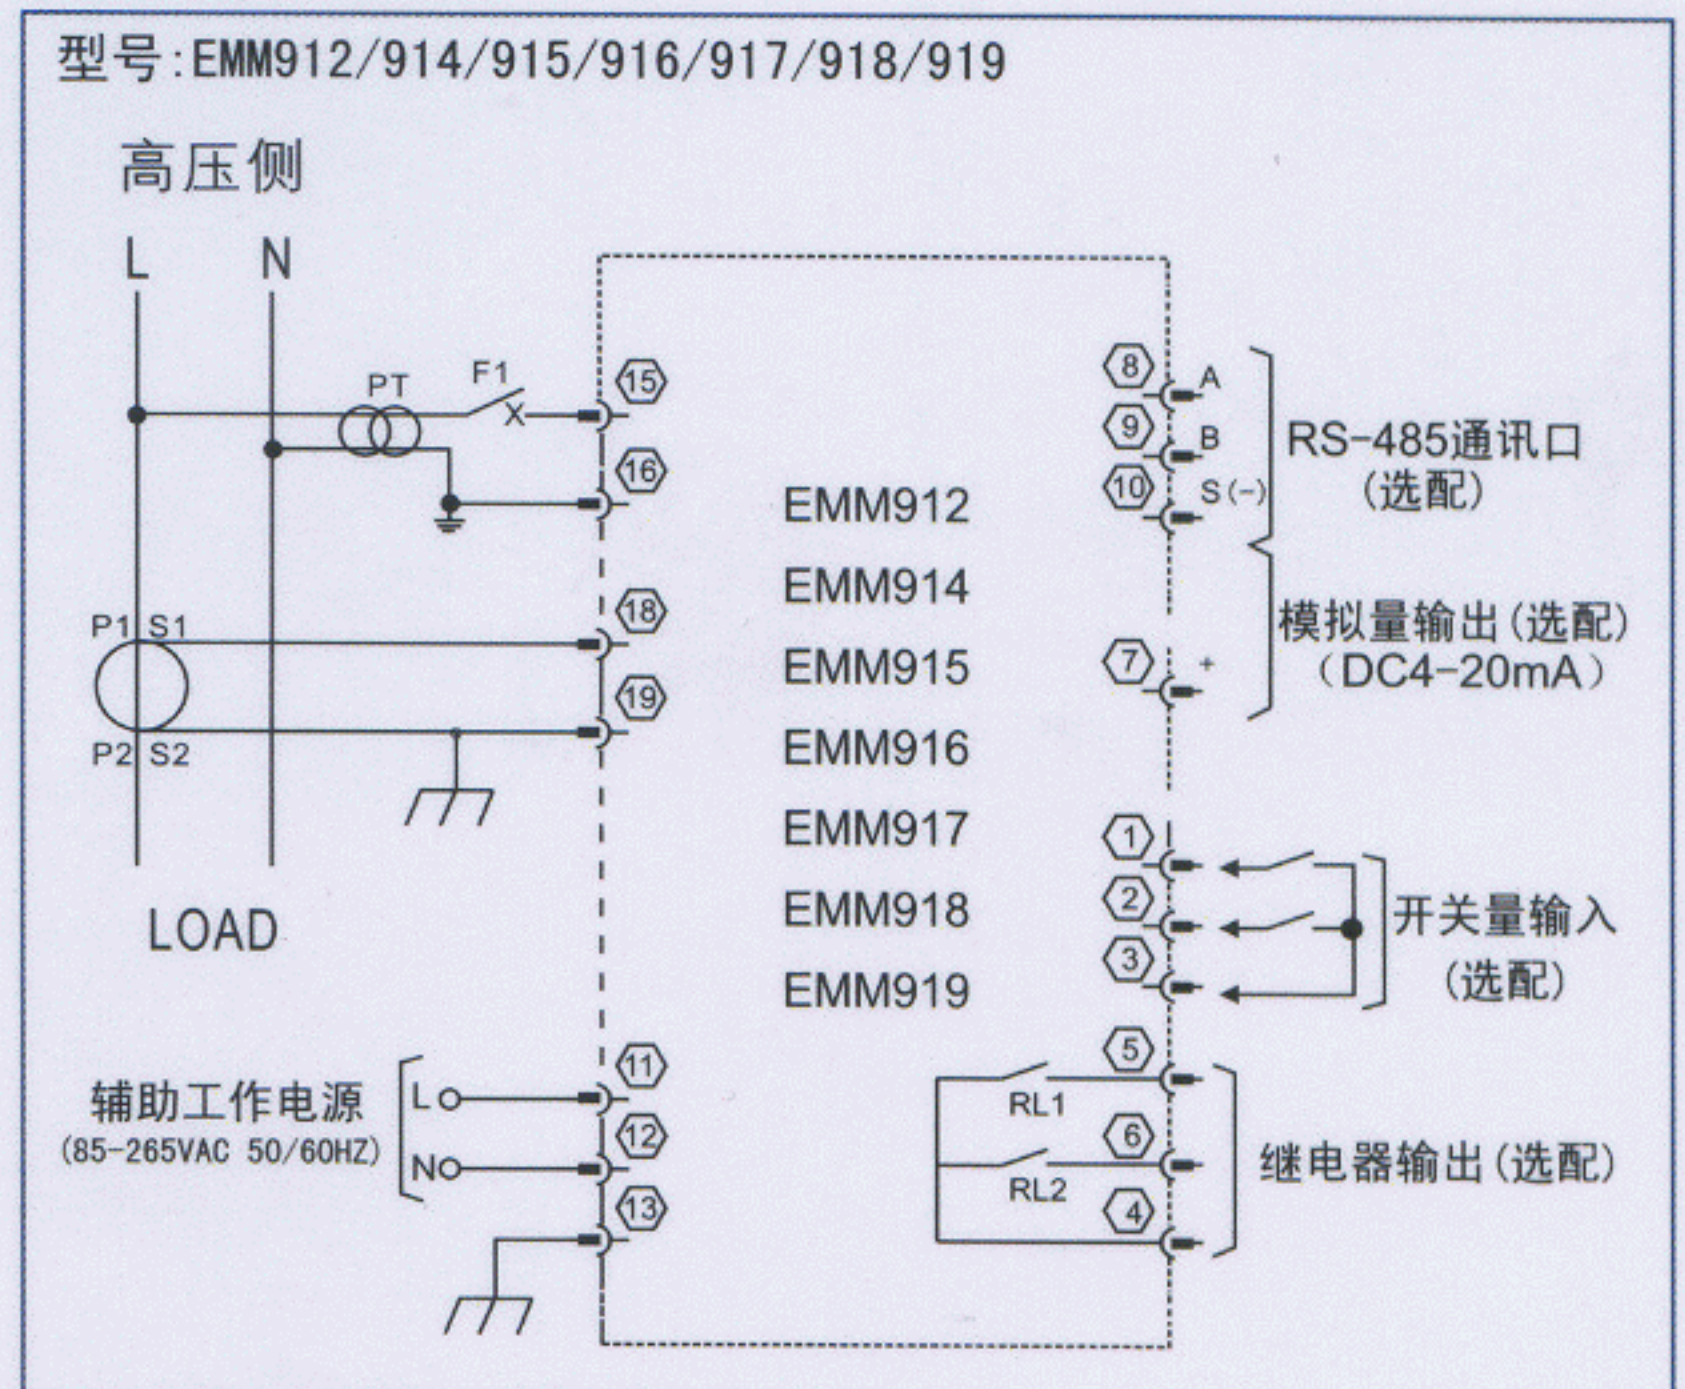 型号:EMM912/914/915/916/917/918/919
高压侧
L N
PT
F1
15
16
P1 S1
18
19
P2 S2
LOAD
辅助工作电源
(85-265VAC 50/60HZ)
L
N
11
12
13
EMM912
EMM914
EMM915
EMM916
EMM917
EMM918
EMM919
8 A
9 B
10 S(-)
RS-485通讯口
(选配)
7 +
模拟量输出(选配)
(DC4-20mA)
1
2
3
开关量输入
(选配)
RL1
5
RL2
6
4
继电器输出(选配)